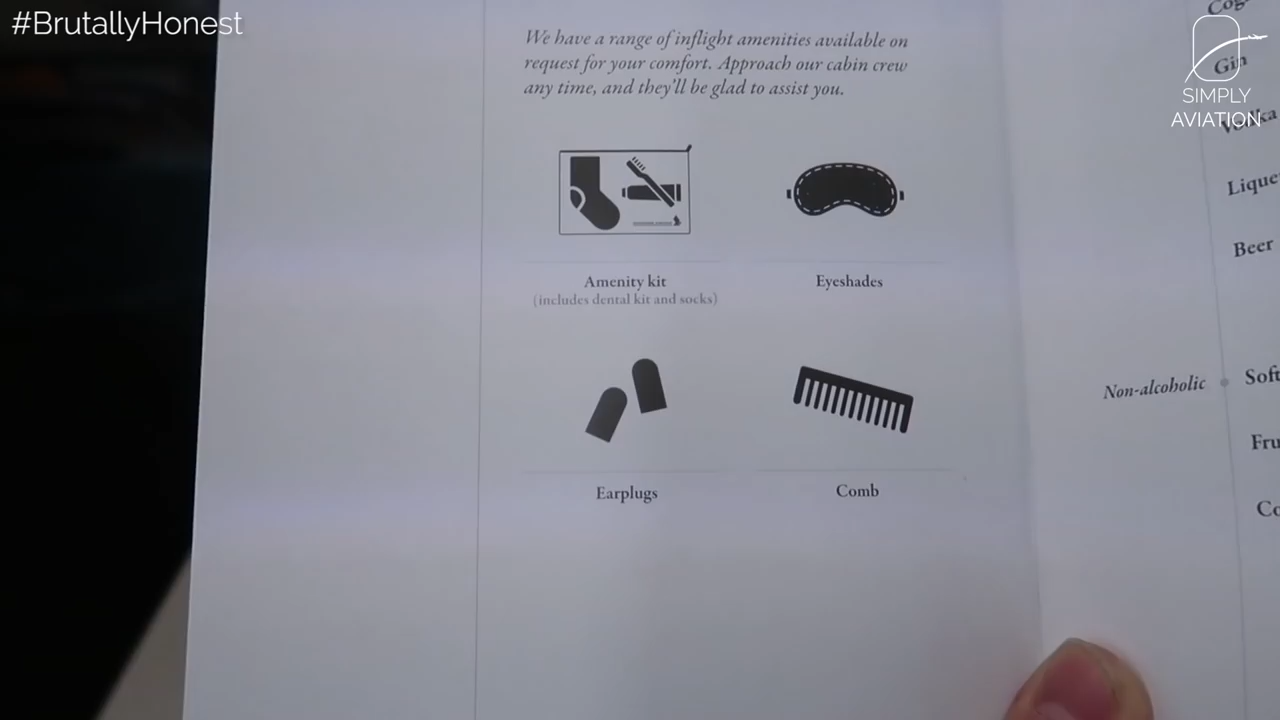 #BrutallyHonest
SIMPLY
AVIATION
We have a range of inflight amenities available on
request for your comfort. Approach our cabin crew
any time, and they'll be glad to assist you.
Amenity kit
(includes dental kit and socks)
Eyeshades
Earplugs
Comb
Gin
Beer
Non-alcoholic